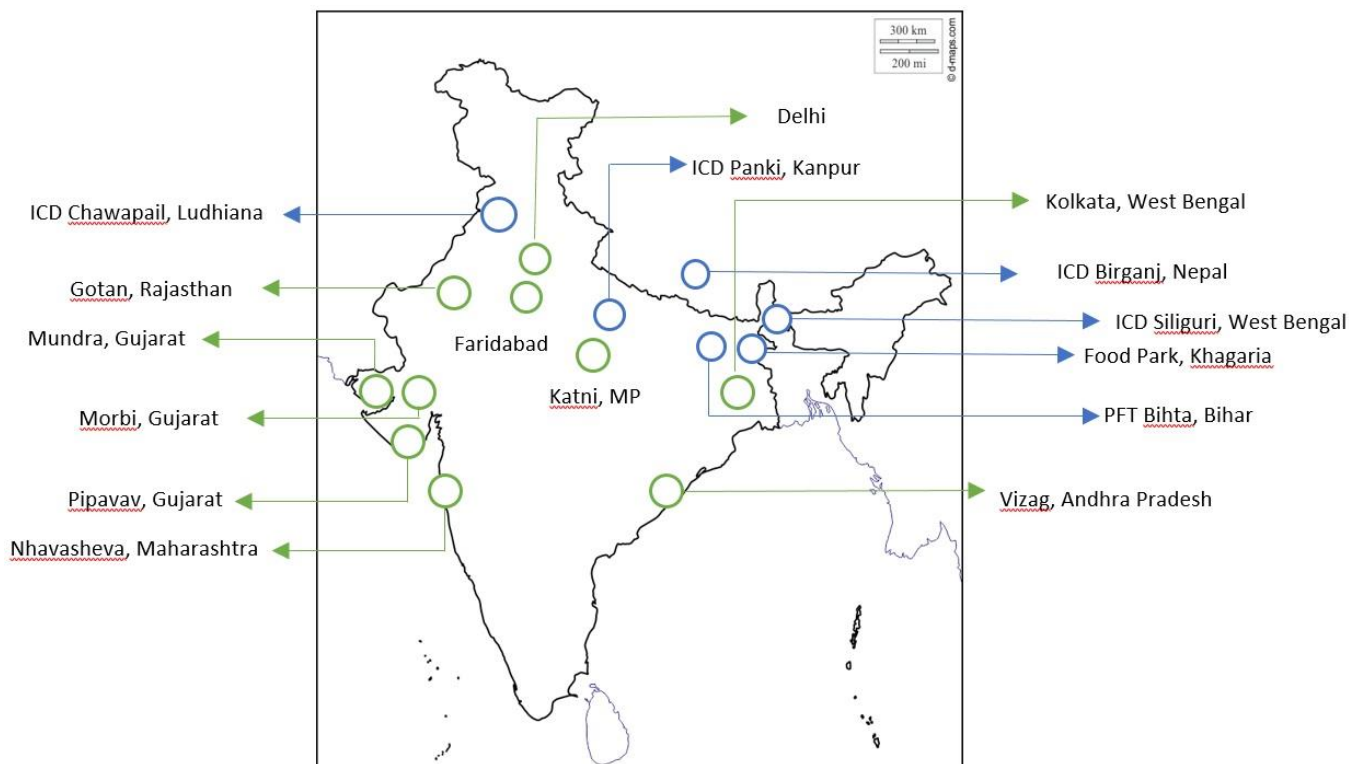 300 km
200 mi
© d-maps.com
Delhi
ICD Panki, Kanpur
Kolkata, West Bengal
ICD Chawapail, Ludhiana
ICD Birganj, Nepal
Gotan, Rajasthan
ICD Siliguri, West Bengal
Mundra, Gujarat
Faridabad
Food Park, Khagaria
Katni, MP
Morbi, Gujarat
PFT Bihta, Bihar
Pipavav, Gujarat
Vizag, Andhra Pradesh
Nhavasheva, Maharashtra